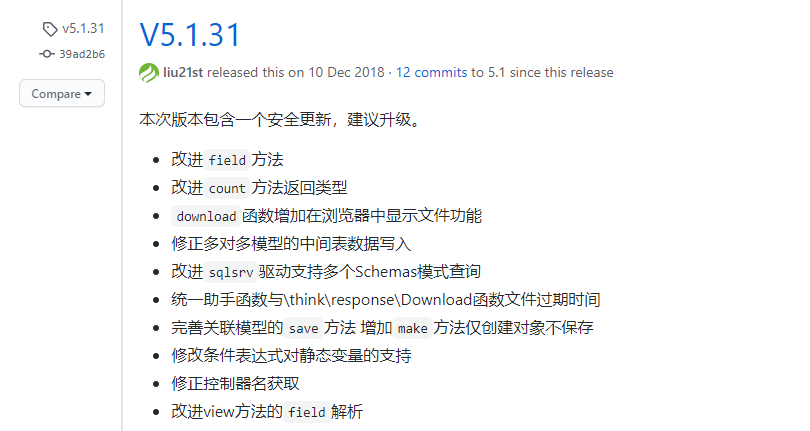 v5.1.31
39ad2b6
Compare
V5.1.31
liu21st released this on 10 Dec 2018 · 12 commits to 5.1 since this release
本次版本包含一个安全更新，建议升级。
改进 field 方法
改进 count 方法返回类型
download 函数增加在浏览器中显示文件功能
修正多对多模型的中间表数据写入
改进 sqlsrv 驱动支持多个Schemas模式查询
统一助手函数与\think\response\Download函数文件过期时间
完善关联模型的 save 方法 增加 make 方法仅创建对象不保存
修改条件表达式对静态变量的支持
修正控制器名获取
改进view方法的 field 解析